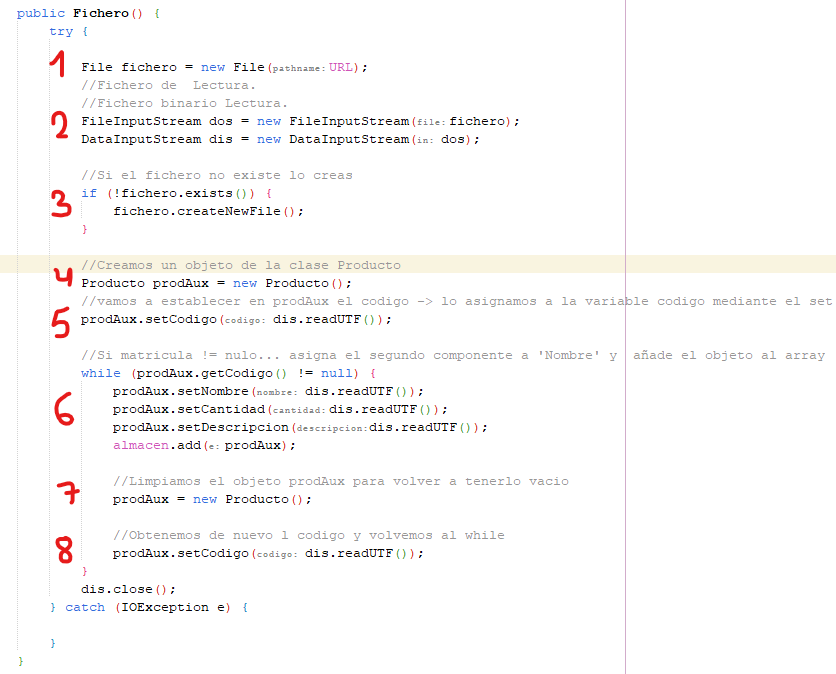 public Fichero() {
try {
1 File fichero = new File(pathname: URL);
//Fichero de  Lectura.
//Fichero binario Lectura.
2 FileInputStream dos = new FileInputStream(file: fichero);
DataInputStream dis = new DataInputStream(in: dos);
//Si el fichero no existe lo creas
3 if (!fichero.exists()) {
fichero.createNewFile();
}
//Creamos un objeto de la clase Producto
4 Producto prodAux = new Producto();
//vamos a establecer en prodAux el codigo -> lo asignamos a la variable codigo mediante el set
5 prodAux.setCodigo(codigo: dis.readUTF());
//Si matricula != nulo... asigna el segundo componente a 'Nombre' y  añade el objeto al array
while (prodAux.getCodigo() != null) {
prodAux.setNombre(nombre: dis.readUTF());
6 prodAux.setCantidad(cantidad: dis.readUTF());
prodAux.setDescripcion(descripcion: dis.readUTF());
almacen.add(e: prodAux);
//Limpiamos el objeto prodAux para volver a tenerlo vacio
7 prodAux = new Producto();
//Obtenemos de nuevo l codigo y volvemos al while
8 prodAux.setCodigo(codigo: dis.readUTF());
}
dis.close();
} catch (IOException e) {
}
}